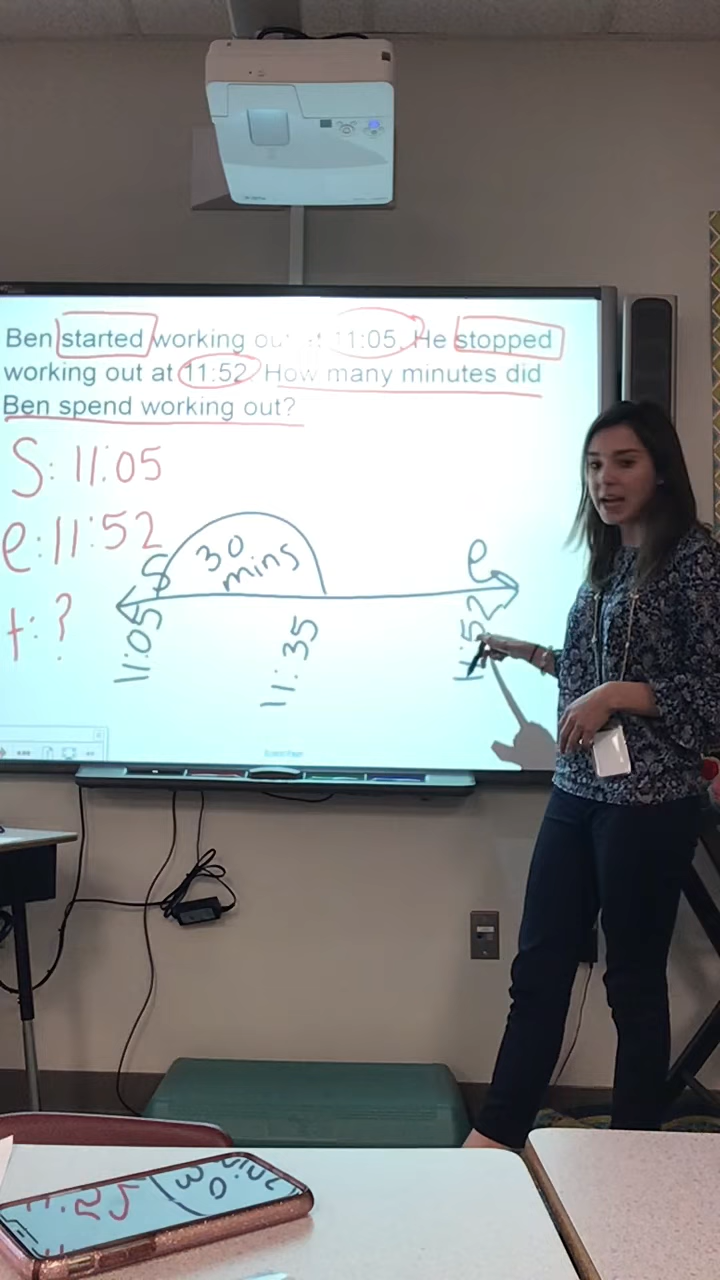 Ben started working out at 11:05. He stopped
working out at 11:52. How many minutes did
Ben spend working out?
S: 11:05
e: 11:52
t: ?
30
mins
S
e
11:05
11:35
11:52